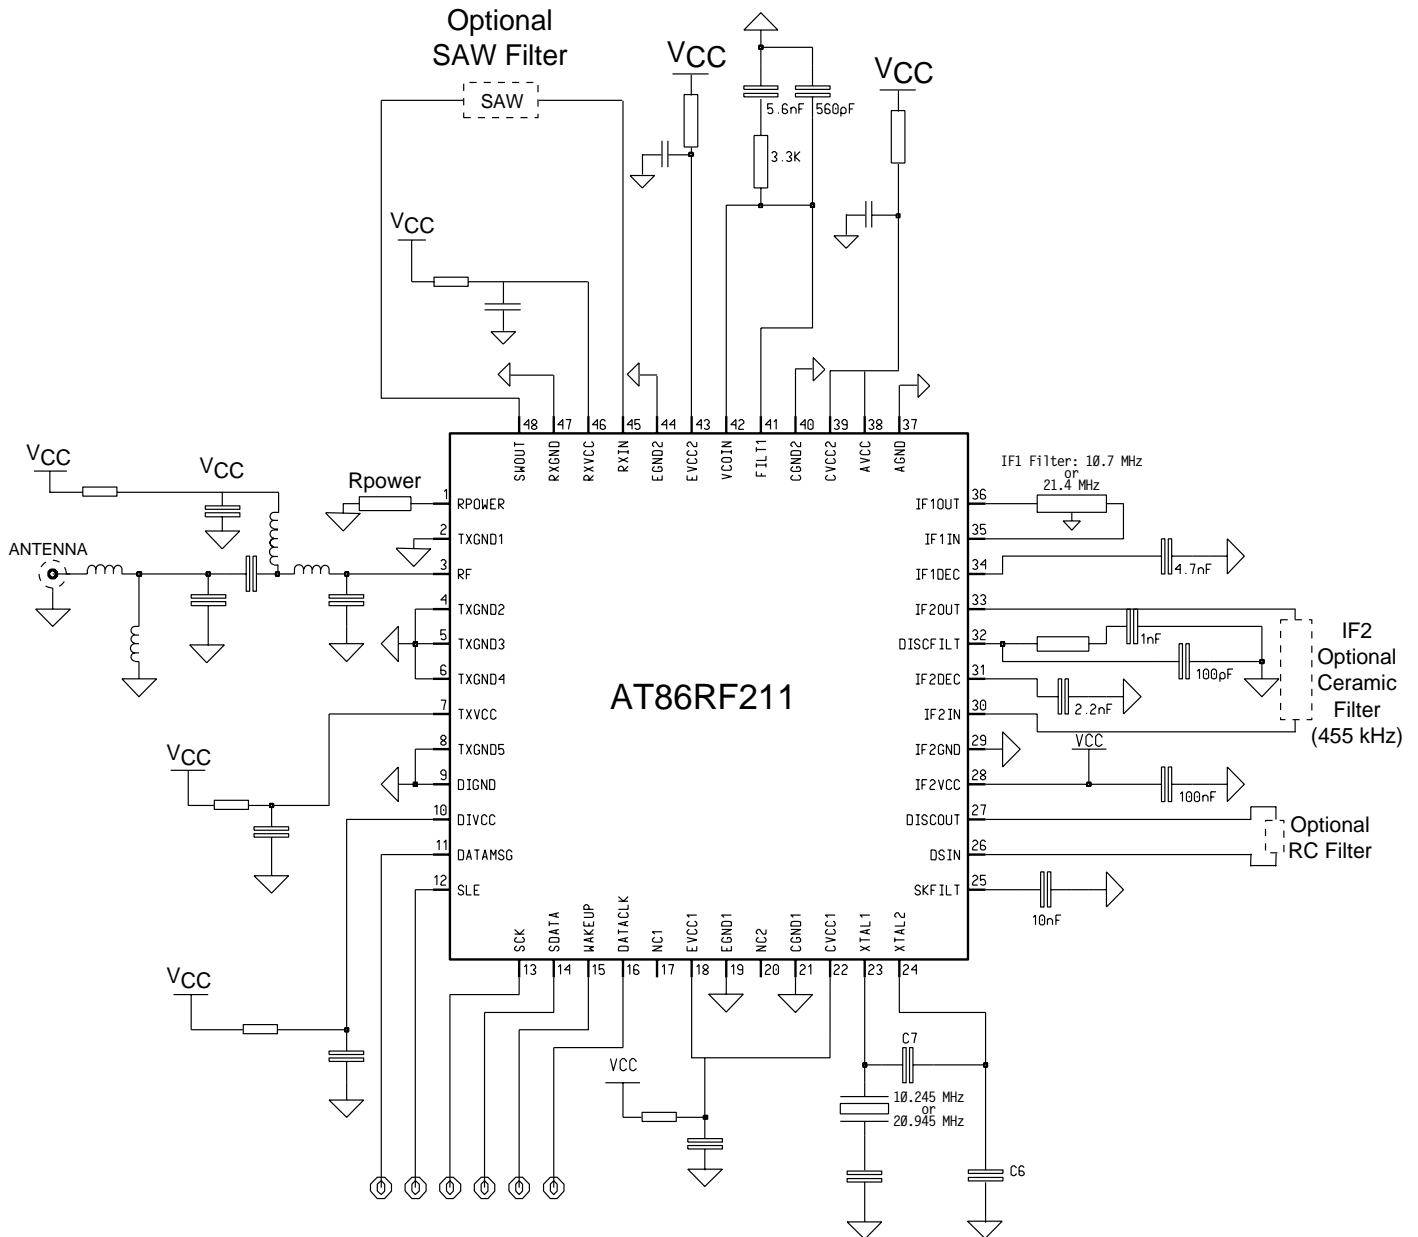 Optional
SAW Filter
SAW
VCC
5.6nF
560pF
3.3K
VCC
VCC
48 47 46 45 44 43 42 41 40 39 38 37
SWOUT
RXGND
RXVCC
RXIN
EGND2
EVCC2
VCOIN
FILT1
CGND2
CVCC2
AVCC
AGND
VCC
VCC
ANTENNA
Rpower
1 RPOWER
2 TXGND1
3 RF
4 TXGND2
5 TXGND3
6 TXGND4
7 TXVCC
8 TXGND5
9 DIGND
10 DIVCC
11 DATAMSG
12 SLE
VCC
VCC
AT86RF211
IF1 Filter: 10.7 MHz
or
21.4 MHz
IF1OUT 36
IF1IN 35
IF1DEC 34
4.7nF
IF2OUT 33
DISCFILT 32
1nF
100pF
IF2DEC 31
2.2nF
IF2IN 30
IF2GND 29
VCC
IF2VCC 28
100nF
DISCOUT 27
DSIN 26
SKFILT 25
10nF
IF2
Optional
Ceramic
Filter
(455 kHz)
Optional
RC Filter
SCK
SDATA
WAKEUP
DATACLK
NC1
EVCC1
EGND1
NC2
CGND1
CVCC1
XTAL1
XTAL2
13 14 15 16 17 18 19 20 21 22 23 24
VCC
C7
10.245 MHz
or
20.945 MHz
C6